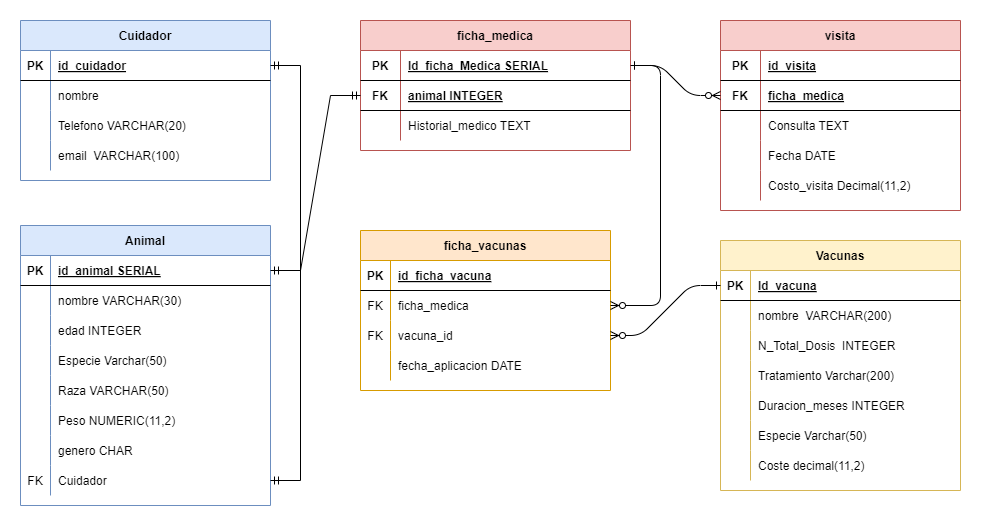 Cuidador
PK id_cuidador
nombre
Telefono VARCHAR(20)
email VARCHAR(100)
ficha_medica
PK Id_ficha_Medica SERIAL
FK animal INTEGER
Historial_medico TEXT
visita
PK id_visita
FK ficha_medica
Consulta TEXT
Fecha DATE
Costo_visita Decimal(11,2)
Animal
PK id_animal SERIAL
nombre VARCHAR(30)
edad INTEGER
Especie Varchar(50)
Raza VARCHAR(50)
Peso NUMERIC(11,2)
genero CHAR
FK Cuidador
ficha_vacunas
PK id_ficha_vacuna
FK ficha_medica
FK vacuna_id
fecha_aplicacion DATE
Vacunas
PK Id_vacuna
nombre VARCHAR(200)
N_Total_Dosis INTEGER
Tratamiento Varchar(200)
Duracion_meses INTEGER
Especie Varchar(50)
Coste decimal(11,2)